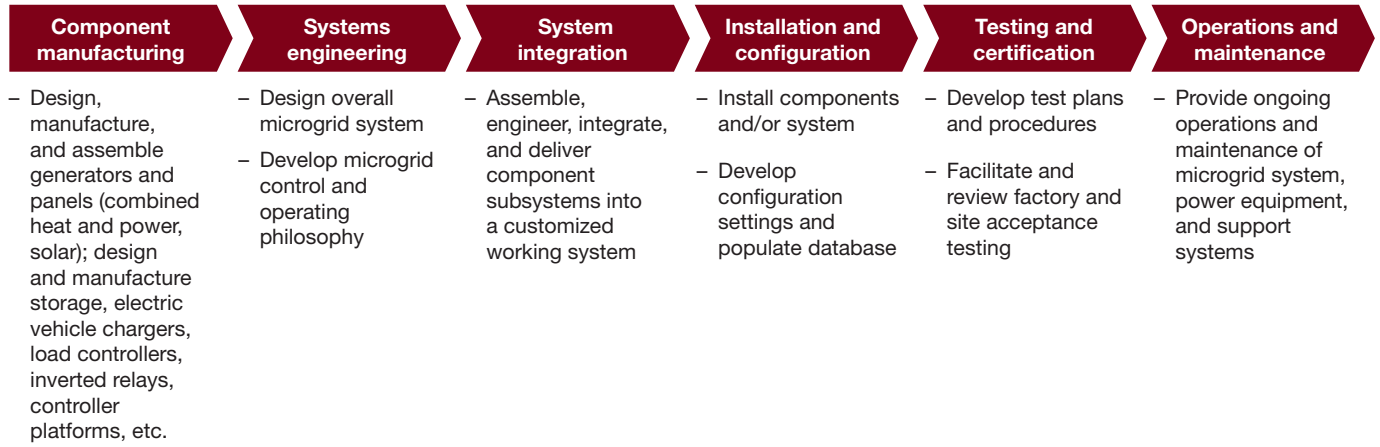 Component
manufacturing
– Design,
manufacture,
and assemble
generators and
panels (combined
heat and power,
solar); design
and manufacture
storage, electric
vehicle chargers,
load controllers,
inverted relays,
controller
platforms, etc.
Systems
engineering
– Design overall
microgrid system
– Develop microgrid
control and
operating
philosophy
System
integration
– Assemble,
engineer, integrate,
and deliver
component
subsystems into
a customized
working system
Installation and
configuration
– Install components
and/or system
– Develop
configuration
settings and
populate database
Testing and
certification
– Develop test plans
and procedures
– Facilitate and
review factory and
site acceptance
testing
Operations and
maintenance
– Provide ongoing
operations and
maintenance of
microgrid system,
power equipment,
and support
systems